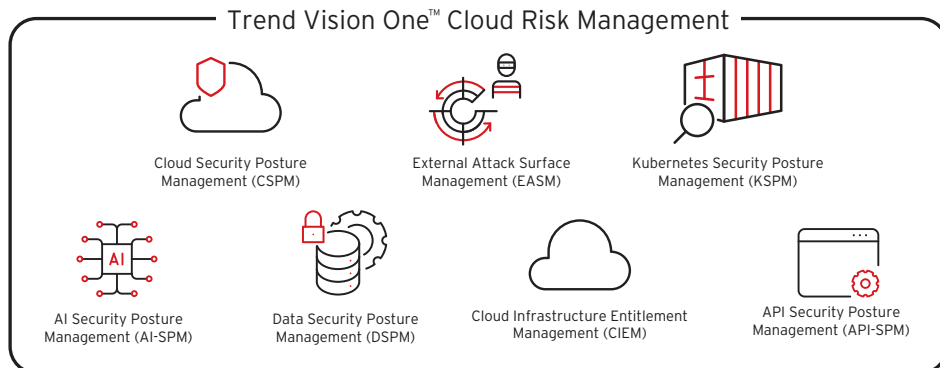 Trend Vision One™ Cloud Risk Management
Cloud Security Posture
Management (CSPM)
External Attack Surface
Management (EASM)
Kubernetes Security Posture
Management (KSPM)
AI
AI Security Posture
Management (AI-SPM)
Data Security Posture
Management (DSPM)
Cloud Infrastructure Entitlement
Management (CIEM)
API Security Posture
Management (API-SPM)